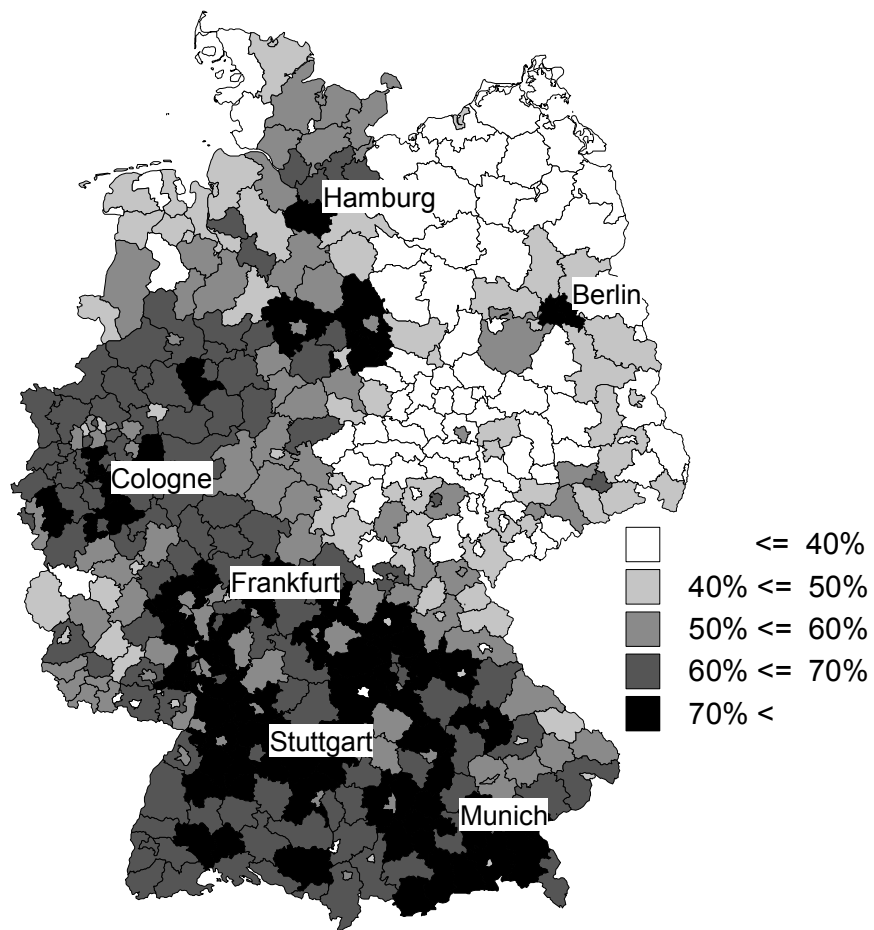 Hamburg
Berlin
Cologne
<= 40%
40% <= 50%
Frankfurt
50% <= 60%
60% <= 70%
70% <
Stuttgart
Munich